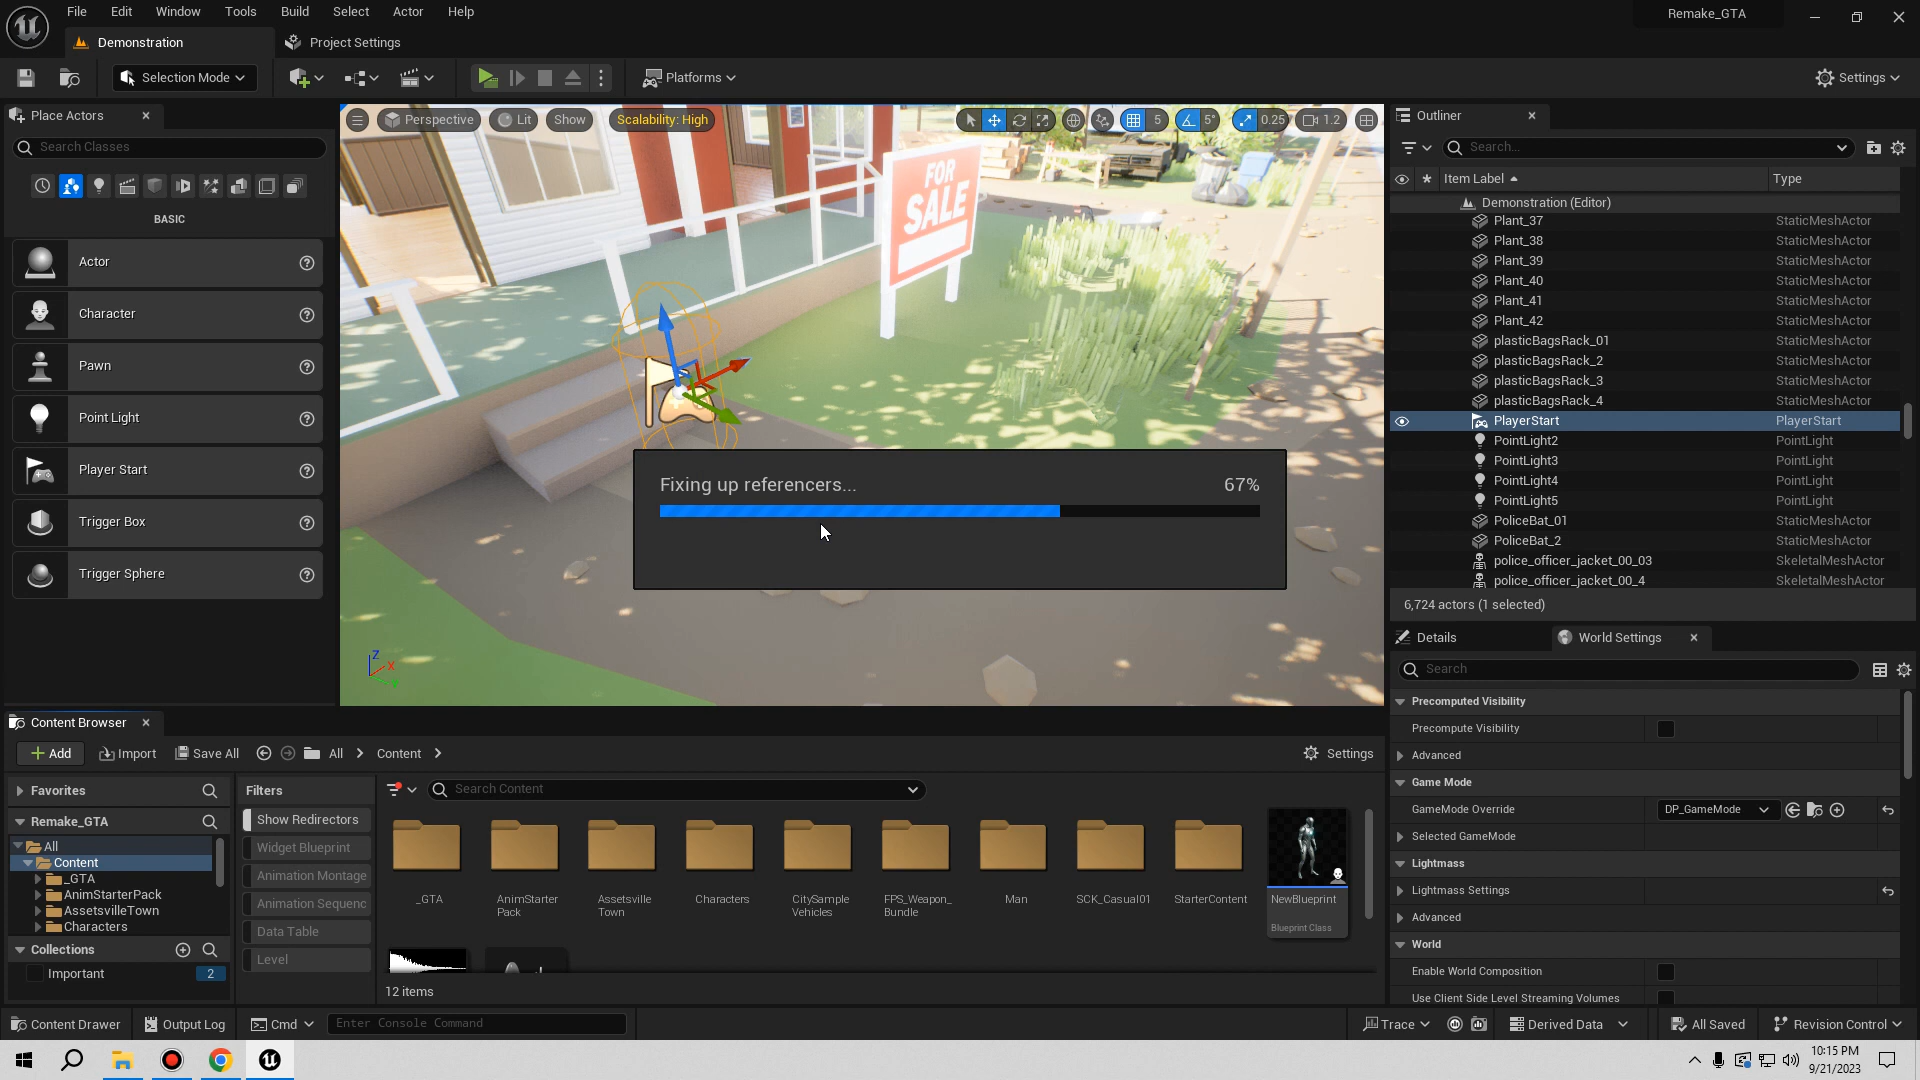 File Edit Window Tools Build Select Actor Help
Remake_GTA
Demonstration
Project Settings
Selection Mode
Platforms
Settings
Place Actors
Search Classes
BASIC
Actor
Character
Pawn
Point Light
Player Start
Trigger Box
Trigger Sphere
Perspective
Lit
Show
Scalability: High
5
5°
0.25
1.2
FOR
SALE
Fixing up referencers...
67%
Z
X
Outliner
Search...
Item Label
Type
Demonstration (Editor)
Plant_37 StaticMeshActor
Plant_38 StaticMeshActor
Plant_39 StaticMeshActor
Plant_40 StaticMeshActor
Plant_41 StaticMeshActor
Plant_42 StaticMeshActor
plasticBagsRack_01 StaticMeshActor
plasticBagsRack_2 StaticMeshActor
plasticBagsRack_3 StaticMeshActor
plasticBagsRack_4 StaticMeshActor
PlayerStart PlayerStart
PointLight2 PointLight
PointLight3 PointLight
PointLight4 PointLight
PointLight5 PointLight
PoliceBat_01 StaticMeshActor
PoliceBat_2 StaticMeshActor
police_officer_jacket_00_03 SkeletalMeshActor
police_officer_jacket_00_4 SkeletalMeshActor
6,724 actors (1 selected)
Details
World Settings
Search
Precomputed Visibility
Precompute Visibility
Advanced
Game Mode
GameMode Override DP_GameMode
Selected GameMode
Lightmass
Lightmass Settings
Advanced
World
Enable World Composition
Use Client Side Level Streaming Volumes
Content Browser
Add
Import
Save All
All
Content
Settings
Favorites
Remake_GTA
All
Content
_GTA
AnimStarterPack
AssetsvilleTown
Characters
Collections
Important 2
Filters
Show Redirectors
Widget Blueprint
Animation Montage
Animation Sequenc
Data Table
Level
Search Content
_GTA
AnimStarter
Pack
Assetsville
Town
Characters
CitySample
Vehicles
FPS_Weapon_
Bundle
Man
SCK_Casual01
StarterContent
NewBlueprint
Blueprint Class
12 items
Content Drawer
Output Log
Cmd
Enter Console Command
Trace
Derived Data
All Saved
Revision Control
10:15 PM
9/21/2023